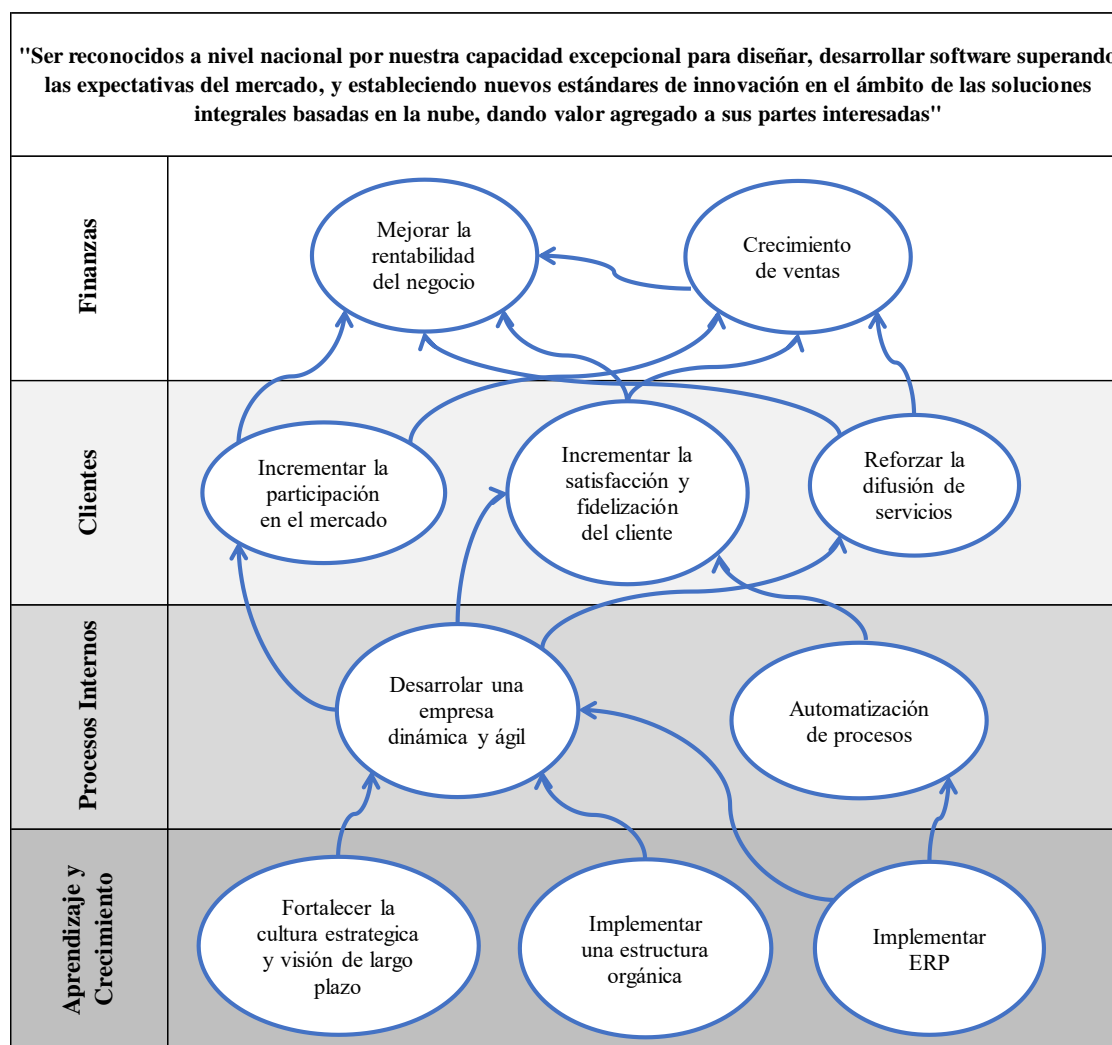 "Ser reconocidos a nivel nacional por nuestra capacidad excepcional para diseñar, desarrollar software superando
las expectativas del mercado, y estableciendo nuevos estándares de innovación en el ámbito de las soluciones
integrales basadas en la nube, dando valor agregado a sus partes interesadas"
Finanzas
Mejorar la
rentabilidad
del negocio
Crecimiento
de ventas
Clientes
Incrementar la
participación
en el mercado
Incrementar la
satisfacción y
fidelización
del cliente
Reforzar la
difusión de
servicios
Procesos Internos
Desarrolar una
empresa
dinámica y ágil
Automatización
de procesos
Aprendizaje y
Crecimiento
Fortalecer la
cultura estrategica
y visión de largo
plazo
Implementar
una estructura
orgánica
Implementar
ERP